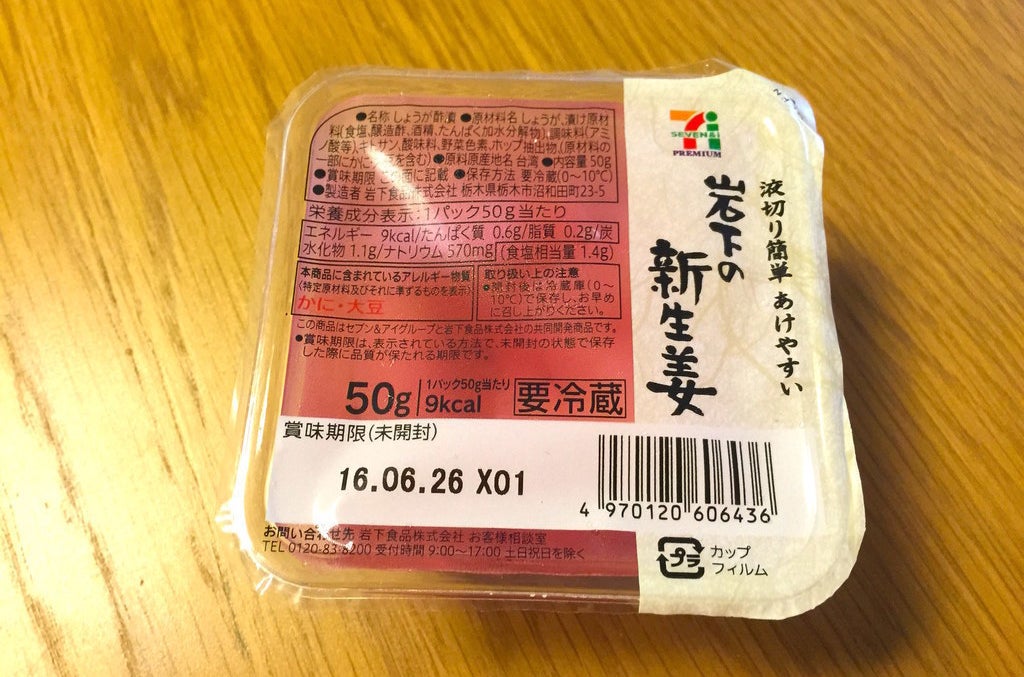 ●名称 しょうが酢漬 ●原材料名 しょうが、漬け原材
料(食塩、醸造酢、酒精、たんぱく加水分解物)、調味料(アミ
ノ酸等)、キトサン、酸味料、野菜色素、ホップ抽出物、(原材料の
一部にかに、大豆を含む) ●原料原産地名 台湾 ●内容量 50g
●賞味期限 この面に記載 ●保存方法 要冷蔵(0~10℃)
●製造者 岩下食品株式会社 栃木県栃木市沼和田町23-5
栄養成分表示:1パック50g当たり
エネルギー 9kcal/たんぱく質 0.6g/脂質 0.2g/炭
水化物 1.1g/ナトリウム 570mg (食塩相当量 1.4g)
本商品に含まれているアレルギー物質
(特定原材料及びそれに準ずるものを表示)
かに・大豆
取り扱い上の注意
●開封後は冷蔵庫(0~
10℃)で保存し、お早め
に召し上がりください。
この商品はセブン&アイグループと岩下食品株式会社の共同開発商品です。
●賞味期限は、表示されている方法で、未開封の状態で保存
した際に品質が保たれる期限です。
50g
1パック50g当たり
9kcal
要冷蔵
賞味期限(未開封)
16.06.26 X01
お問い合わせ先 岩下食品株式会社 お客様相談室
TEL 0120-83-6200 受付時間 9:00~17:00 土日祝日を除く
SEVEN&i
PREMIUM
液切り簡単 あけやすい
岩下の
新生姜
4 970120 606436
プラ
カップ
フィルム